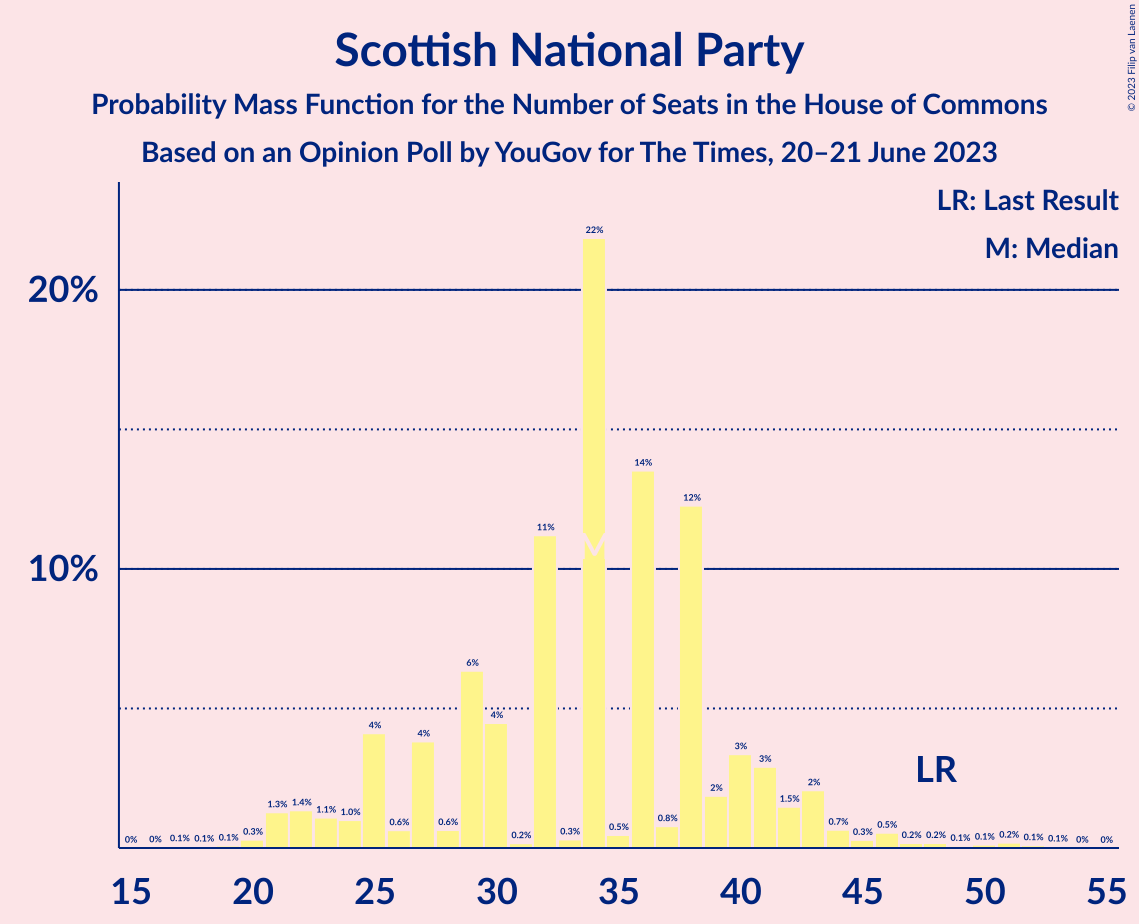 Scottish National Party
Probability Mass Function for the Number of Seats in the House of Commons
Based on an Opinion Poll by YouGov for The Times, 20–21 June 2023
© 2023 Filip van Laenen
LR: Last Result
M: Median
20%
10%
0% 0% 0.1% 0.1% 0.1% 0.3% 1.3% 1.4% 1.1% 1.0% 4% 0.6% 4% 0.6% 6% 4% 0.2% 11% 0.3% 22% 0.5% 14% 0.8% 12% 2% 3% 3% 1.5% 2% 0.7% 0.3% 0.5% 0.2% 0.2% 0.1% 0.1% 0.2% 0.1% 0.1% 0% 0%
LR
15 20 25 30 35 40 45 50 55